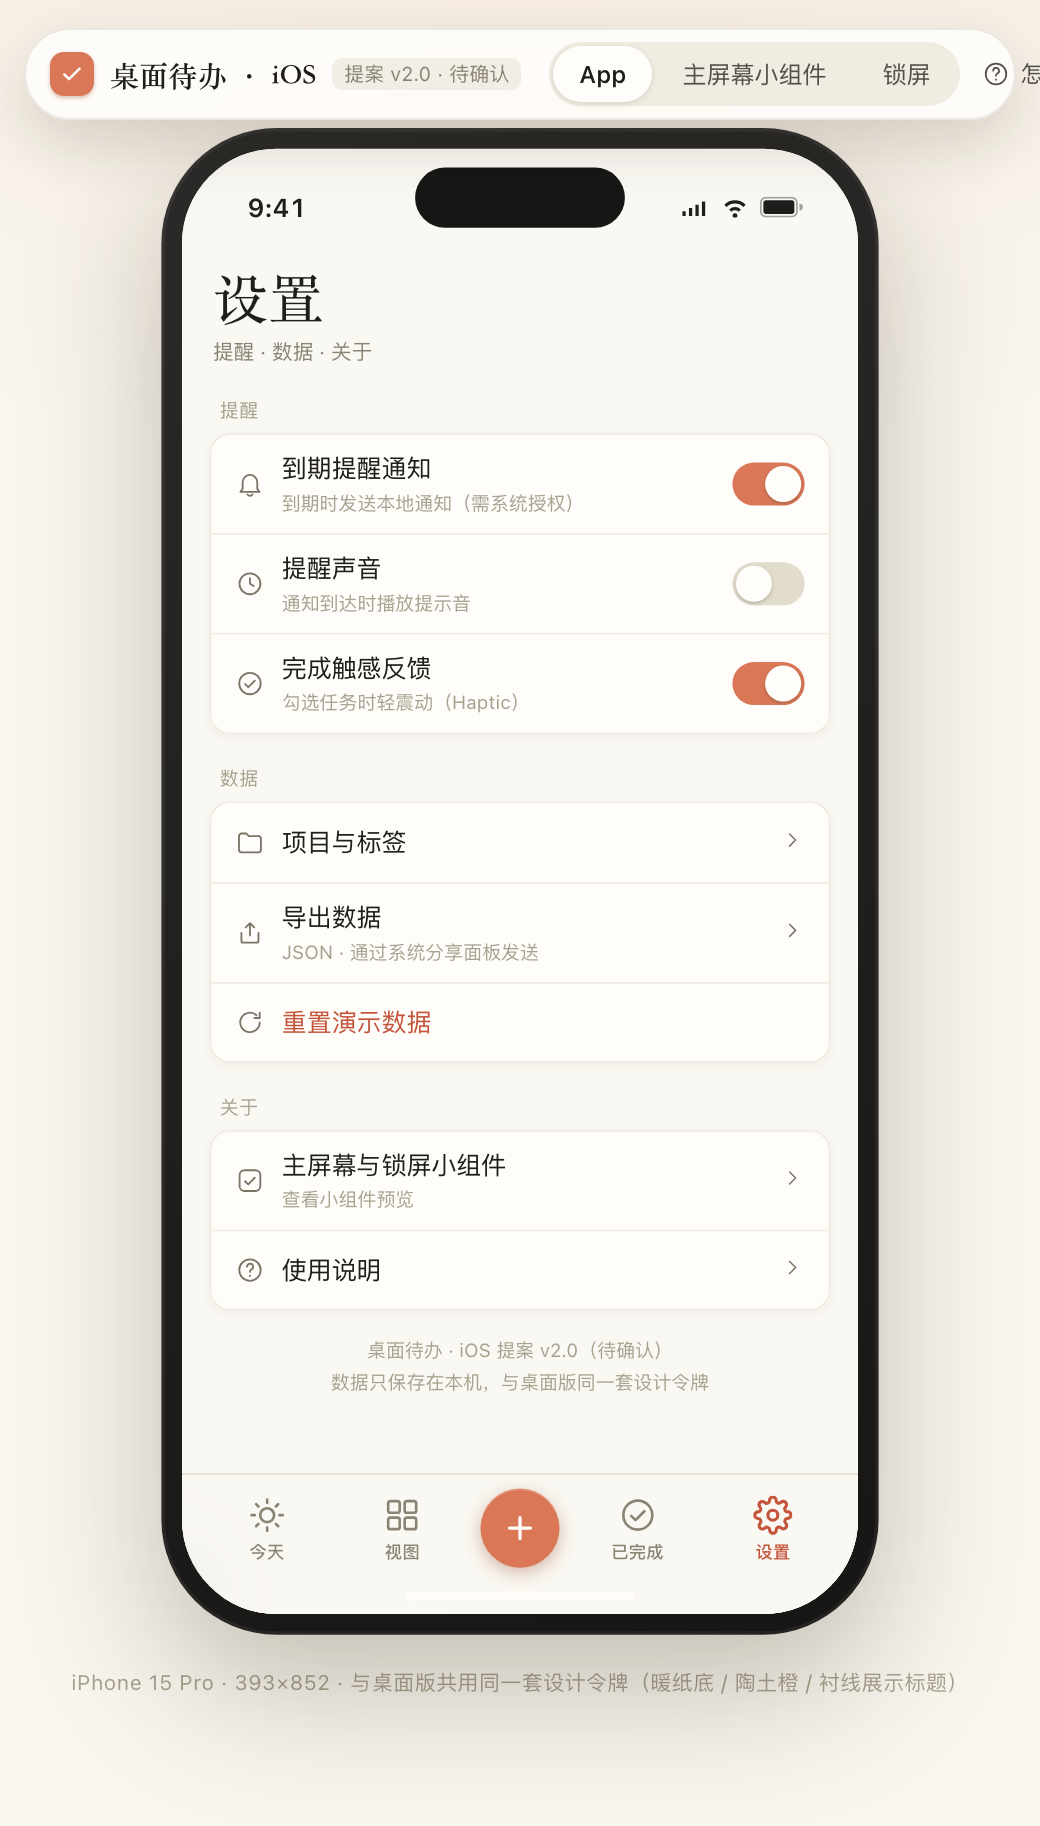 桌面待办 · iOS 提案 v2.0 · 待确认 App 主屏幕小组件 锁屏 怎
9:41
设置
提醒 · 数据 · 关于
提醒
到期提醒通知
到期时发送本地通知（需系统授权）
提醒声音
通知到达时播放提示音
完成触感反馈
勾选任务时轻震动（Haptic）
数据
项目与标签
导出数据
JSON · 通过系统分享面板发送
重置演示数据
关于
主屏幕与锁屏小组件
查看小组件预览
使用说明
桌面待办 · iOS 提案 v2.0（待确认）
数据只保存在本机，与桌面版同一套设计令牌
今天 视图 已完成 设置
iPhone 15 Pro · 393×852 · 与桌面版共用同一套设计令牌（暖纸底 / 陶土橙 / 衬线展示标题）